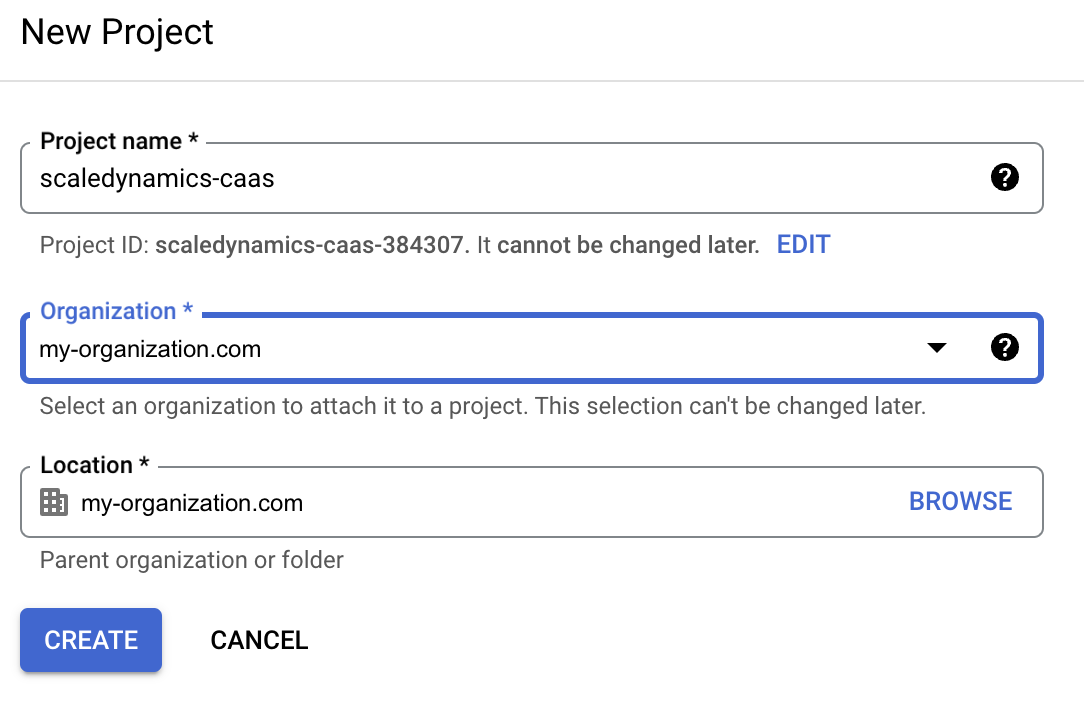 New Project
Project name *
scaledynamics-caas
Project ID: scaledynamics-caas-384307. It cannot be changed later. EDIT
Organization *
my-organization.com
Select an organization to attach it to a project. This selection can't be changed later.
Location *
my-organization.com BROWSE
Parent organization or folder
CREATE CANCEL